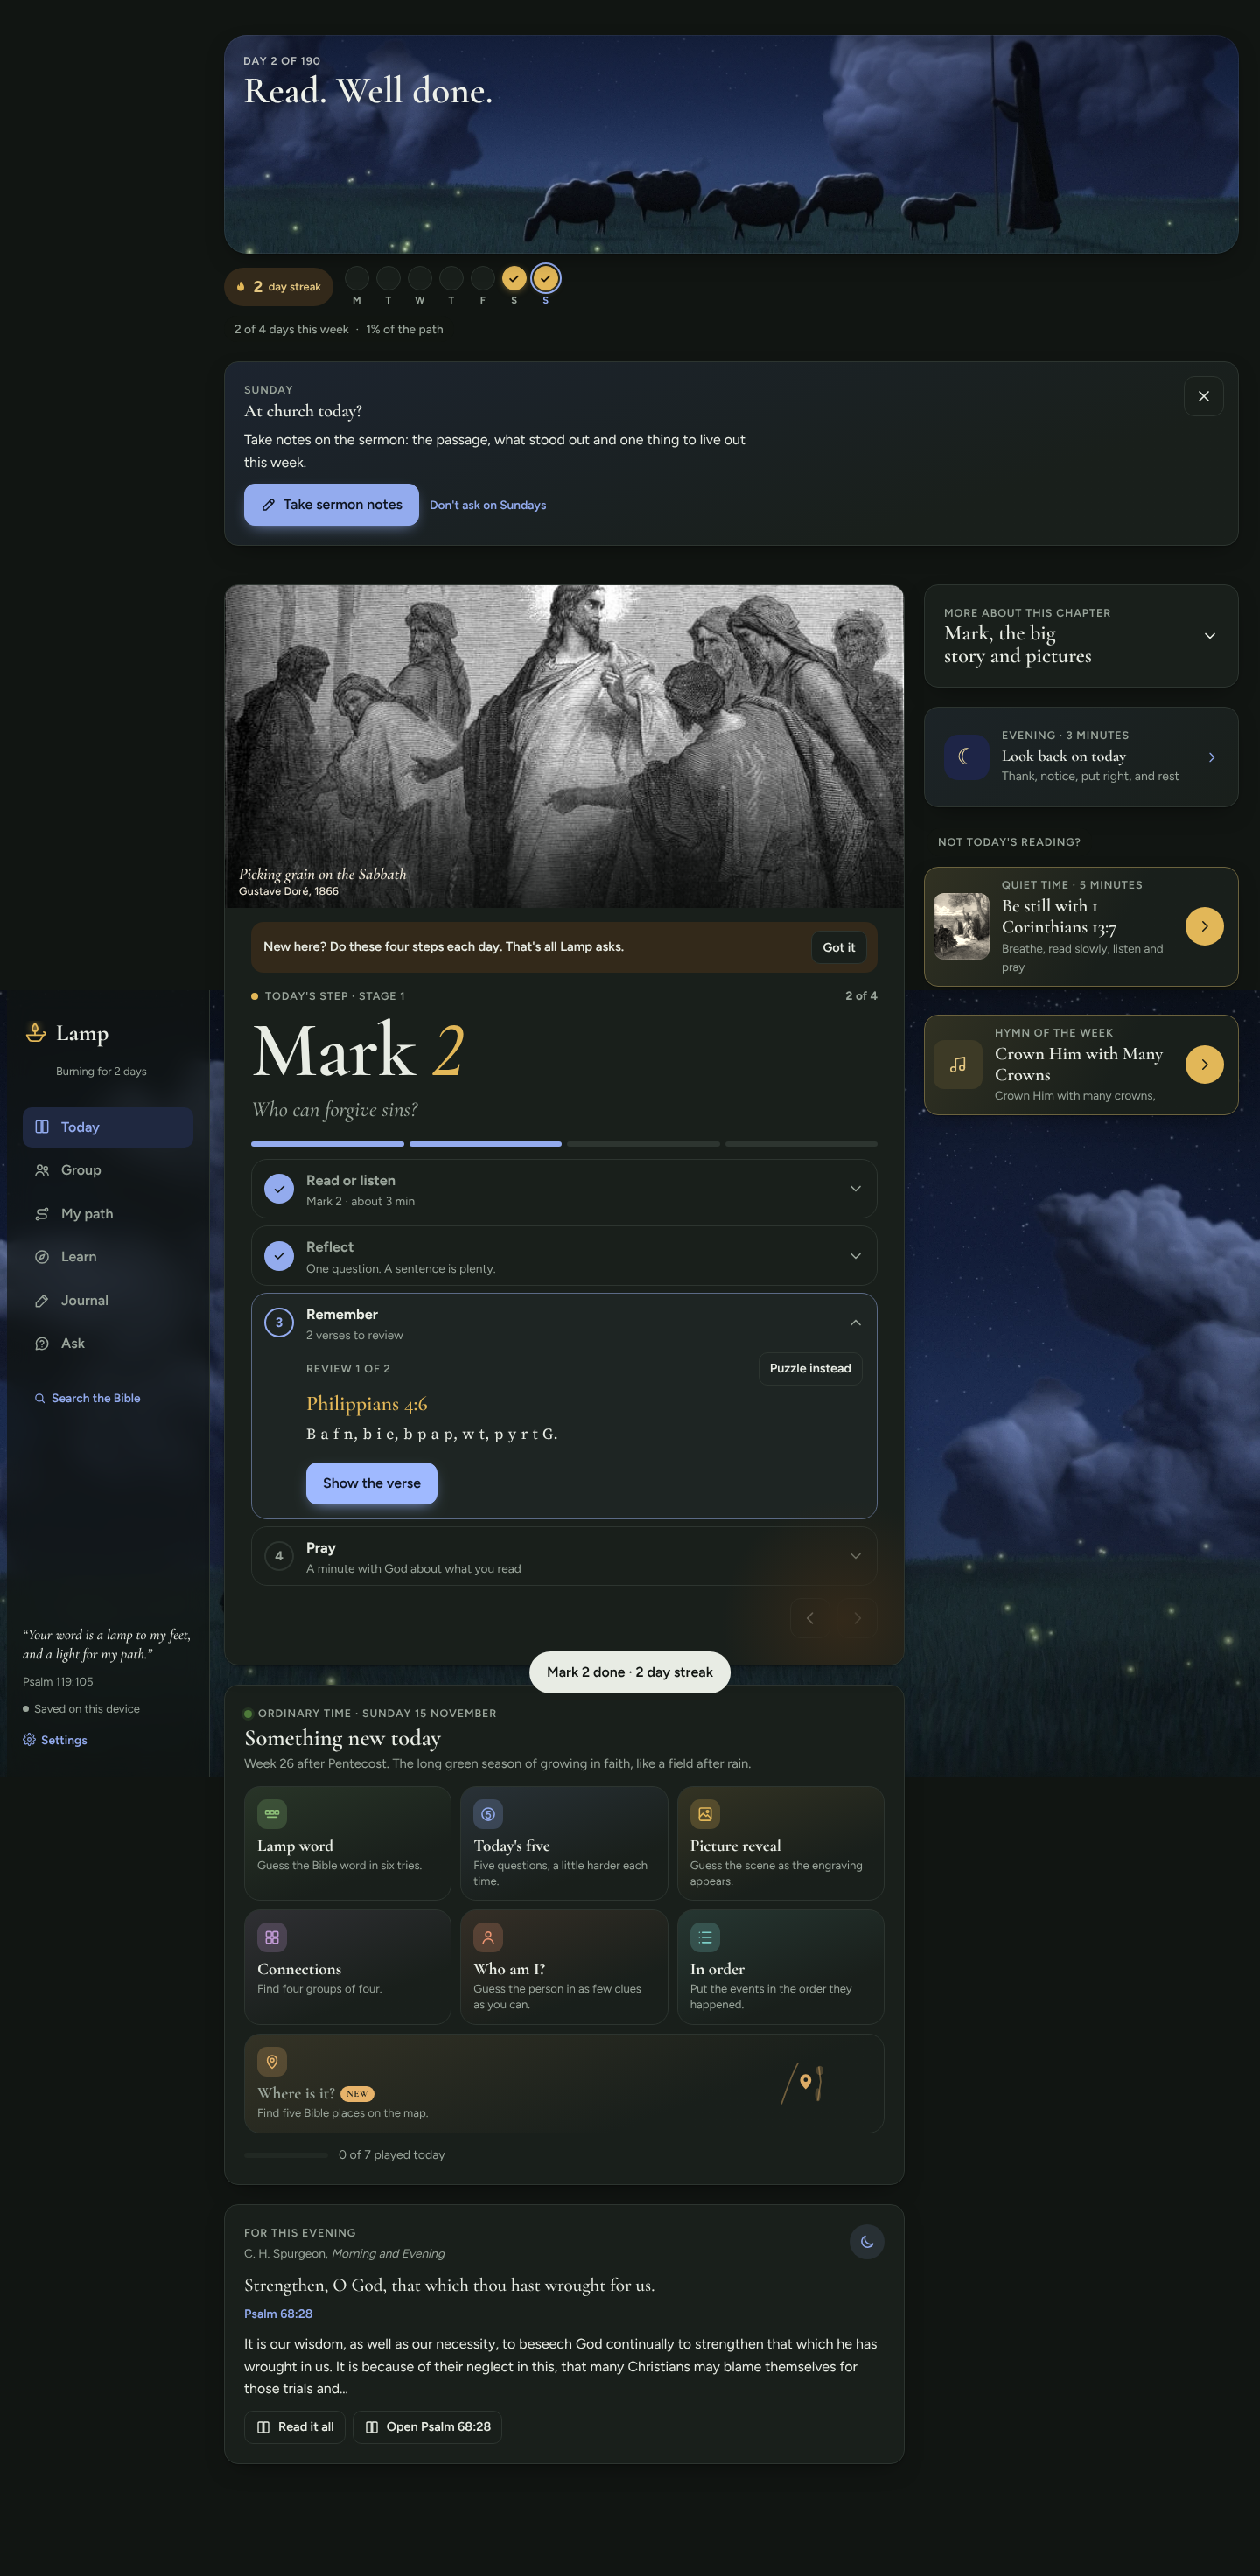 DAY 2 OF 190
Read. Well done.
2 day streak
M T W T F S S
2 of 4 days this week · 1% of the path
SUNDAY
At church today?
Take notes on the sermon: the passage, what stood out and one thing to live out
this week.
Take sermon notes
Don't ask on Sundays
Picking grain on the Sabbath
Gustave Doré, 1866
New here? Do these four steps each day. That's all Lamp asks.
Got it
TODAY'S STEP · STAGE 1
2 of 4
Mark 2
Who can forgive sins?
Read or listen
Mark 2 · about 3 min
Reflect
One question. A sentence is plenty.
3
Remember
2 verses to review
REVIEW 1 OF 2
Puzzle instead
Philippians 4:6
B a f n, b i e, b p a p, w t, p y r t G.
Show the verse
4
Pray
A minute with God about what you read
Mark 2 done · 2 day streak
MORE ABOUT THIS CHAPTER
Mark, the big
story and pictures
EVENING · 3 MINUTES
Look back on today
Thank, notice, put right, and rest
NOT TODAY'S READING?
QUIET TIME · 5 MINUTES
Be still with 1
Corinthians 13:7
Breathe, read slowly, listen and
pray
HYMN OF THE WEEK
Crown Him with Many
Crowns
Crown Him with many crowns,
Lamp
Burning for 2 days
Today
Group
My path
Learn
Journal
Ask
Search the Bible
“Your word is a lamp to my feet,
and a light for my path.”
Psalm 119:105
Saved on this device
Settings
ORDINARY TIME · SUNDAY 15 NOVEMBER
Something new today
Week 26 after Pentecost. The long green season of growing in faith, like a field after rain.
Lamp word
Guess the Bible word in six tries.
5
Today's five
Five questions, a little harder each
time.
Picture reveal
Guess the scene as the engraving
appears.
Connections
Find four groups of four.
Who am I?
Guess the person in as few clues
as you can.
In order
Put the events in the order they
happened.
Where is it? NEW
Find five Bible places on the map.
0 of 7 played today
FOR THIS EVENING
C. H. Spurgeon, Morning and Evening
Strengthen, O God, that which thou hast wrought for us.
Psalm 68:28
It is our wisdom, as well as our necessity, to beseech God continually to strengthen that which he has
wrought in us. It is because of their neglect in this, that many Christians may blame themselves for
those trials and...
Read it all
Open Psalm 68:28